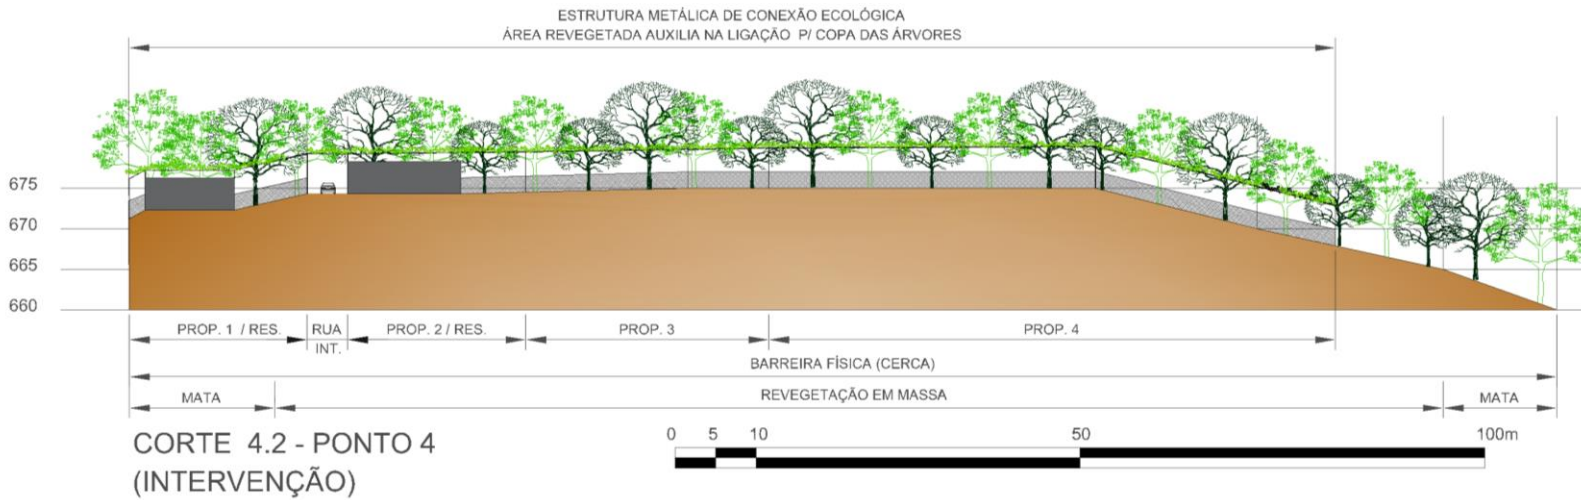 ESTRUTURA METÁLICA DE CONEXÃO ECOLÓGICA
ÁREA REVEGETADA AUXILIA NA LIGAÇÃO P/ COPA DAS ÁRVORES
675
670
665
660
PROP. 1 / RES.
RUA
INT.
PROP. 2 / RES.
PROP. 3
PROP. 4
BARREIRA FÍSICA (CERCA)
MATA
REVEGETAÇÃO EM MASSA
MATA
CORTE 4.2 - PONTO 4
(INTERVENÇÃO)
0 5 10 50 100m